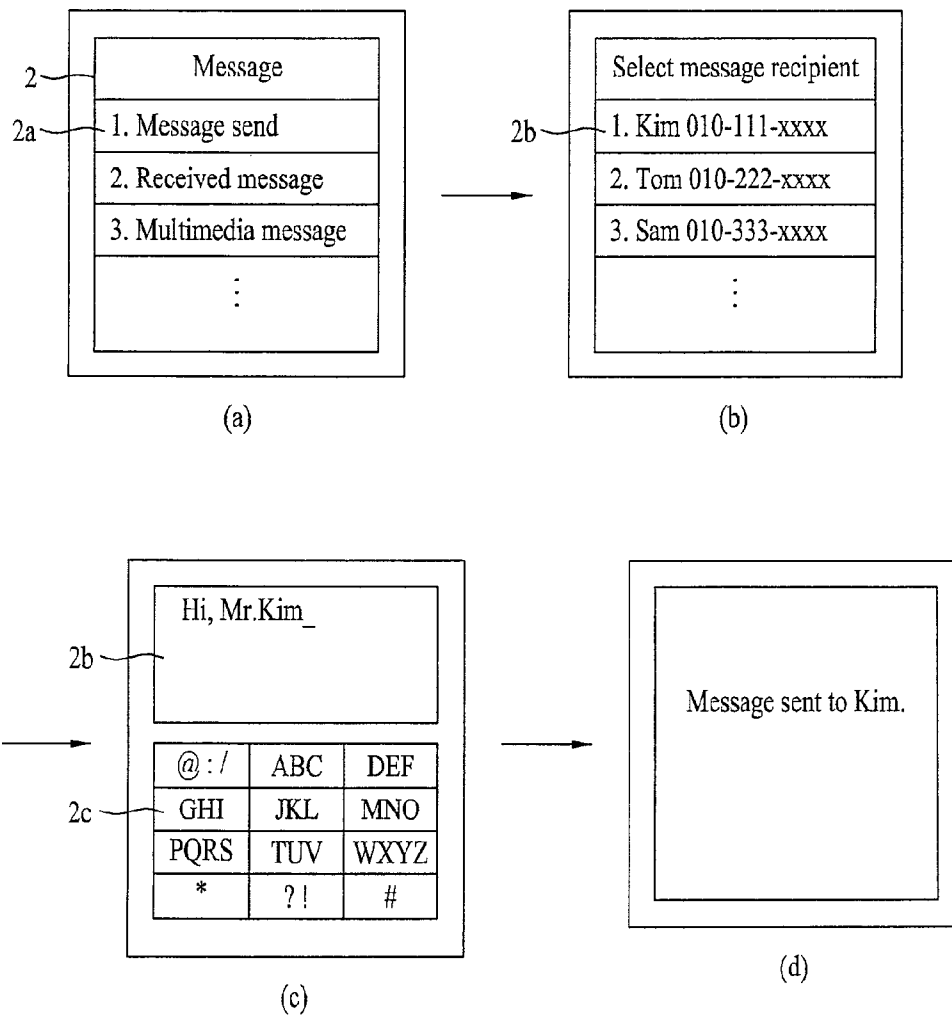 2
Message
2a
1. Message send
2. Received message
3. Multimedia message
(a)
Select message recipient
2b
1. Kim 010-111-xxxx
2. Tom 010-222-xxxx
3. Sam 010-333-xxxx
(b)
Hi, Mr.Kim_
2b
@ : / ABC DEF
2c
GHI JKL MNO
PQRS TUV WXYZ
* ? ! #
(c)
Message sent to Kim.
(d)